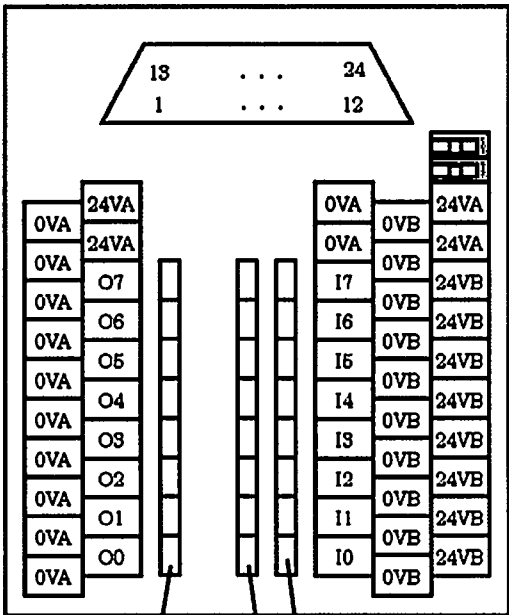 13 . . . 24
1 . . . 12
0VA 24VA 0VA 0VB 24VA
0VA 24VA 0VA 0VB 24VA
0VA O7 I7 0VB 24VB
0VA O6 I6 0VB 24VB
0VA O5 I5 0VB 24VB
0VA O4 I4 0VB 24VB
0VA O3 I3 0VB 24VB
0VA O2 I2 0VB 24VB
0VA O1 I1 0VB 24VB
0VA O0 I0 0VB 24VB